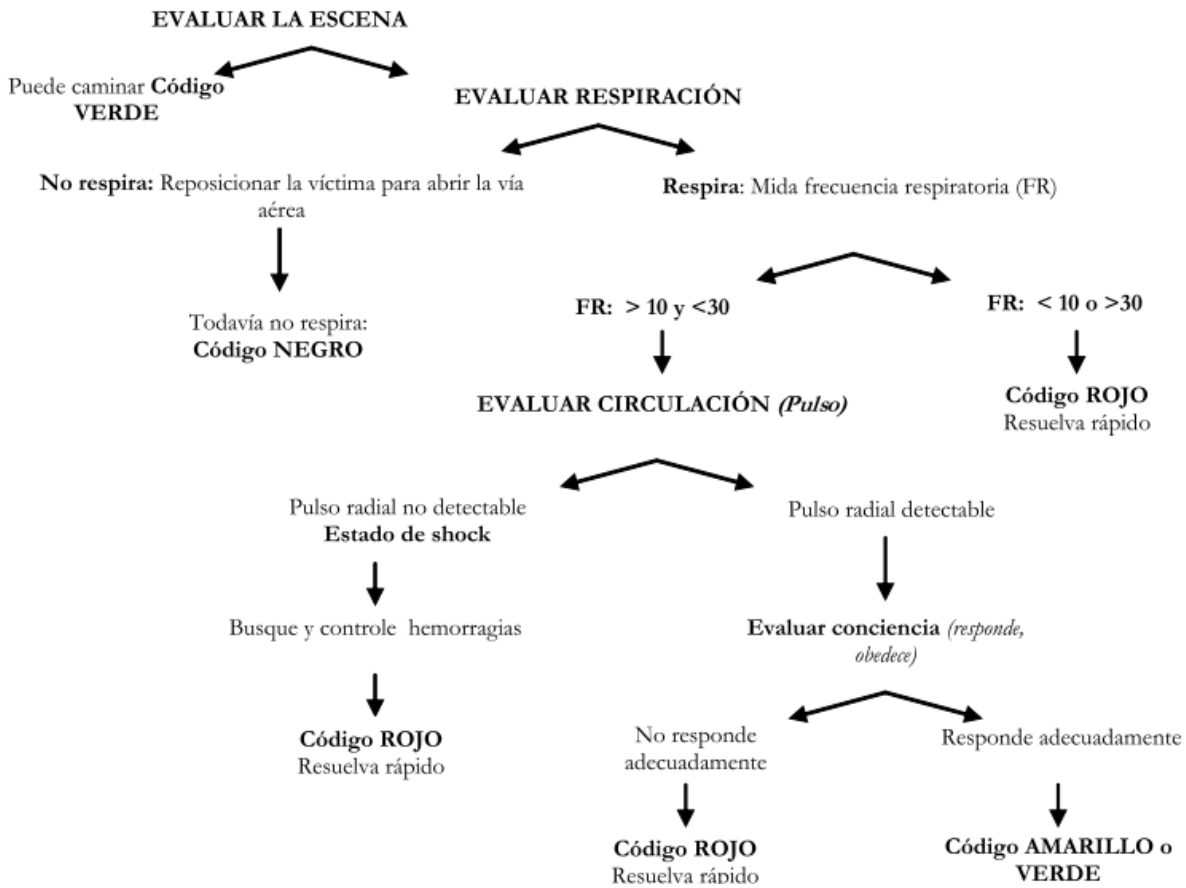 EVALUAR LA ESCENA
Puede caminar Código
VERDE
EVALUAR RESPIRACIÓN
No respira: Reposicionar la víctima para abrir la vía
aérea
Respira: Mida frecuencia respiratoria (FR)
Todavía no respira:
Código NEGRO
FR: > 10 y <30
FR: < 10 o >30
EVALUAR CIRCULACIÓN (Pulso)
Código ROJO
Resuelva rápido
Pulso radial no detectable
Estado de shock
Pulso radial detectable
Busque y controle hemorragias
Evaluar conciencia (responde,
obedece)
Código ROJO
Resuelva rápido
No responde
adecuadamente
Responde adecuadamente
Código ROJO
Resuelva rápido
Código AMARILLO o
VERDE